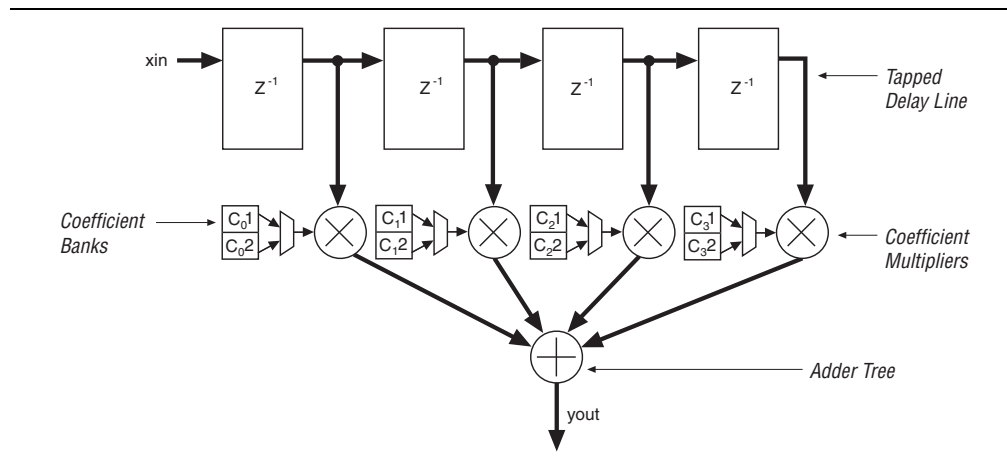 xin
Z⁻¹ Z⁻¹ Z⁻¹ Z⁻¹
Tapped
Delay Line
Coefficient
Banks
C₀1 C₁1 C₂1 C₃1
C₀2 C₁2 C₂2 C₃2
Coefficient
Multipliers
Adder Tree
yout